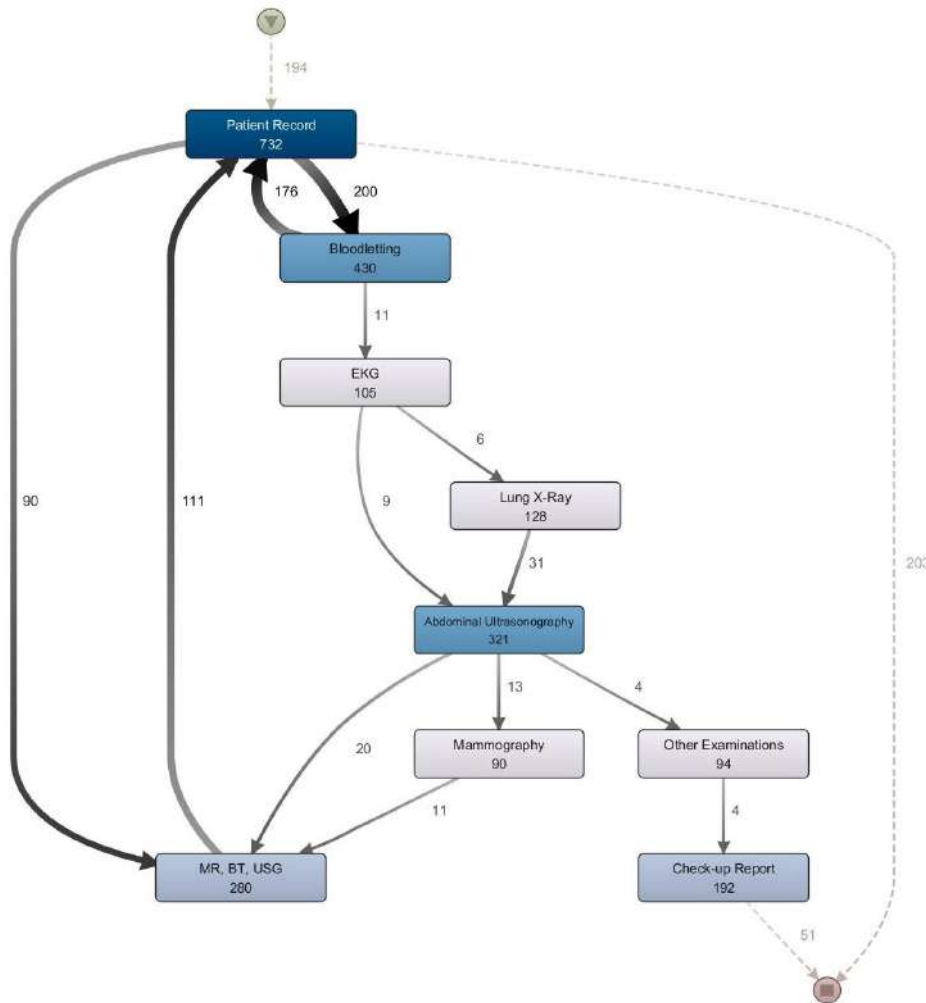 194
Patient Record
732
176
200
Bloodletting
430
11
EKG
105
6
90
111
9
Lung X-Ray
128
31
203
Abdominal Ultrasonography
321
13
4
20
Mammography
90
Other Examinations
94
11
4
MR, BT, USG
280
Check-up Report
192
51